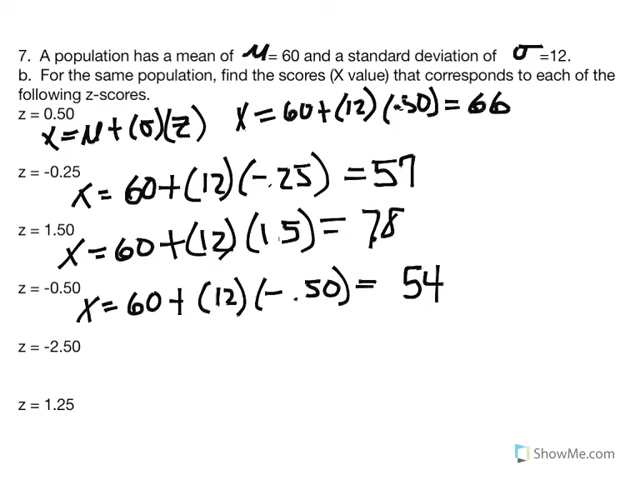 7. A population has a mean of μ= 60 and a standard deviation of σ=12.
b. For the same population, find the scores (X value) that corresponds to each of the
following z-scores.
z = 0.50
X = μ + (σ)(z) X = 60 + (12)(.50) = 66
z = -0.25
X = 60 + (12)(-.25) = 57
z = 1.50
X = 60 + (12)(1.5) = 78
z = -0.50
X = 60 + (12)(-.50) = 54
z = -2.50
z = 1.25
ShowMe.com